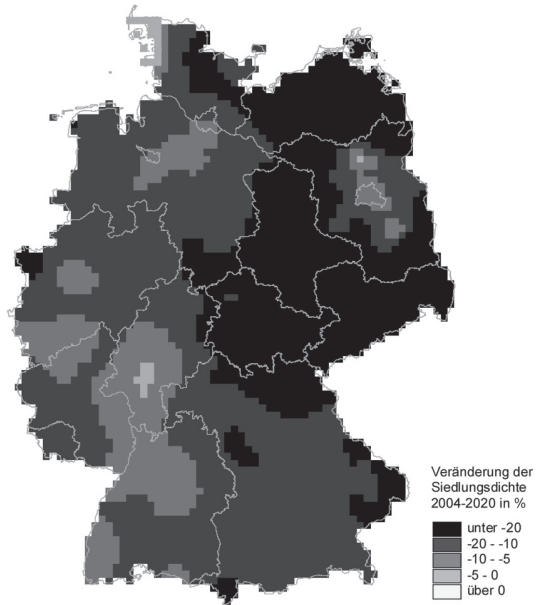 Veränderung der
Siedlungsdichte
2004-2020 in %
unter -20
-20 - -10
-10 - -5
-5 - 0
über 0